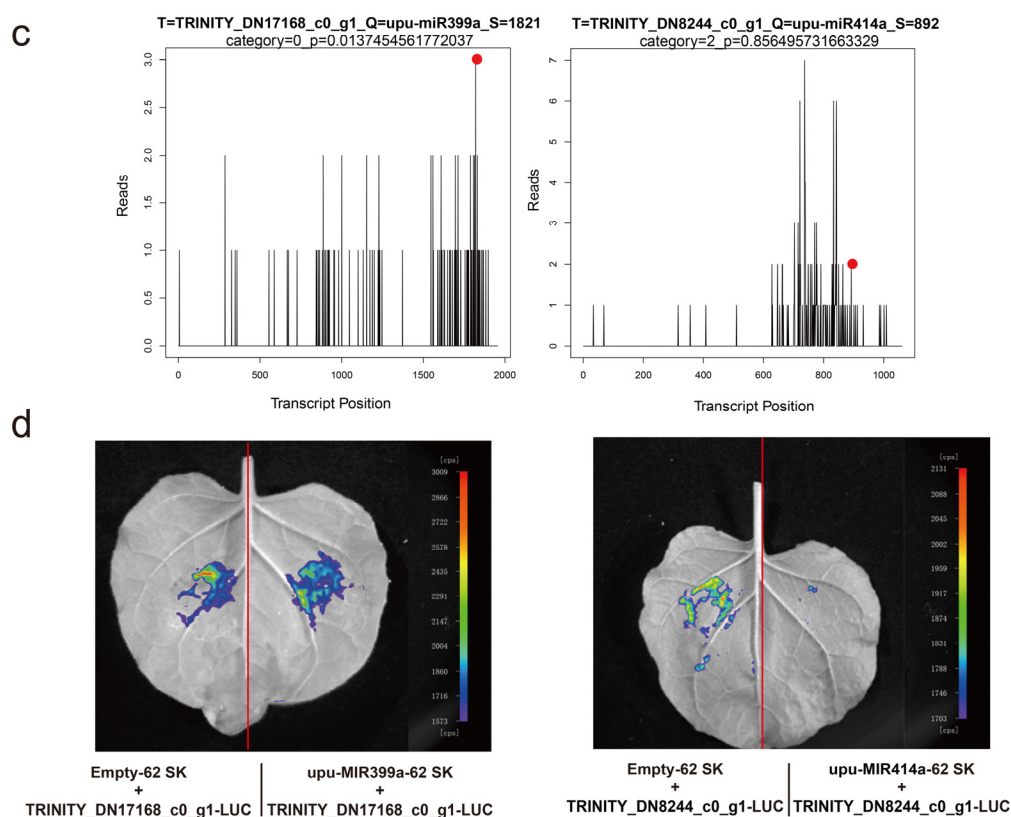 c
T=TRINITY_DN17168_c0_g1_Q=upu-miR399a_S=1821
category=0_p=0.0137454561772037
3.0
2.5
2.0
1.5
1.0
0.5
0.0
Reads
0 500 1000 1500 2000
Transcript Position
T=TRINITY_DN8244_c0_g1_Q=upu-miR414a_S=892
category=2_p=0.856495731663329
7
6
5
4
3
2
1
0
Reads
0 200 400 600 800 1000
Transcript Position
d
[cps]
3009
2866
2722
2578
2435
2291
2147
2004
1860
1716
1573
[cps]
Empty-62 SK
+
TRINITY_DN17168_c0_g1-LUC
upu-MIR399a-62 SK
+
TRINITY_DN17168_c0_g1-LUC
[cps]
2131
2088
2045
2002
1959
1917
1874
1831
1788
1746
1703
[cps]
Empty-62 SK
+
TRINITY_DN8244_c0_g1-LUC
upu-MIR414a-62 SK
+
TRINITY_DN8244_c0_g1-LUC